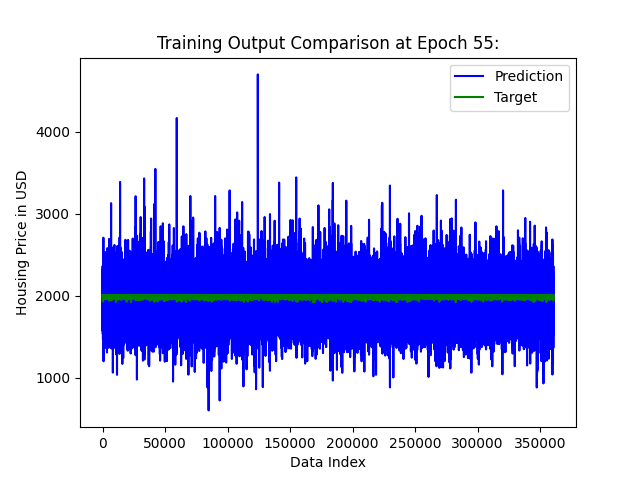 Training Output Comparison at Epoch 55:
Prediction
Target
Housing Price in USD
4000
3000
2000
1000
0 50000 100000 150000 200000 250000 300000 350000
Data Index